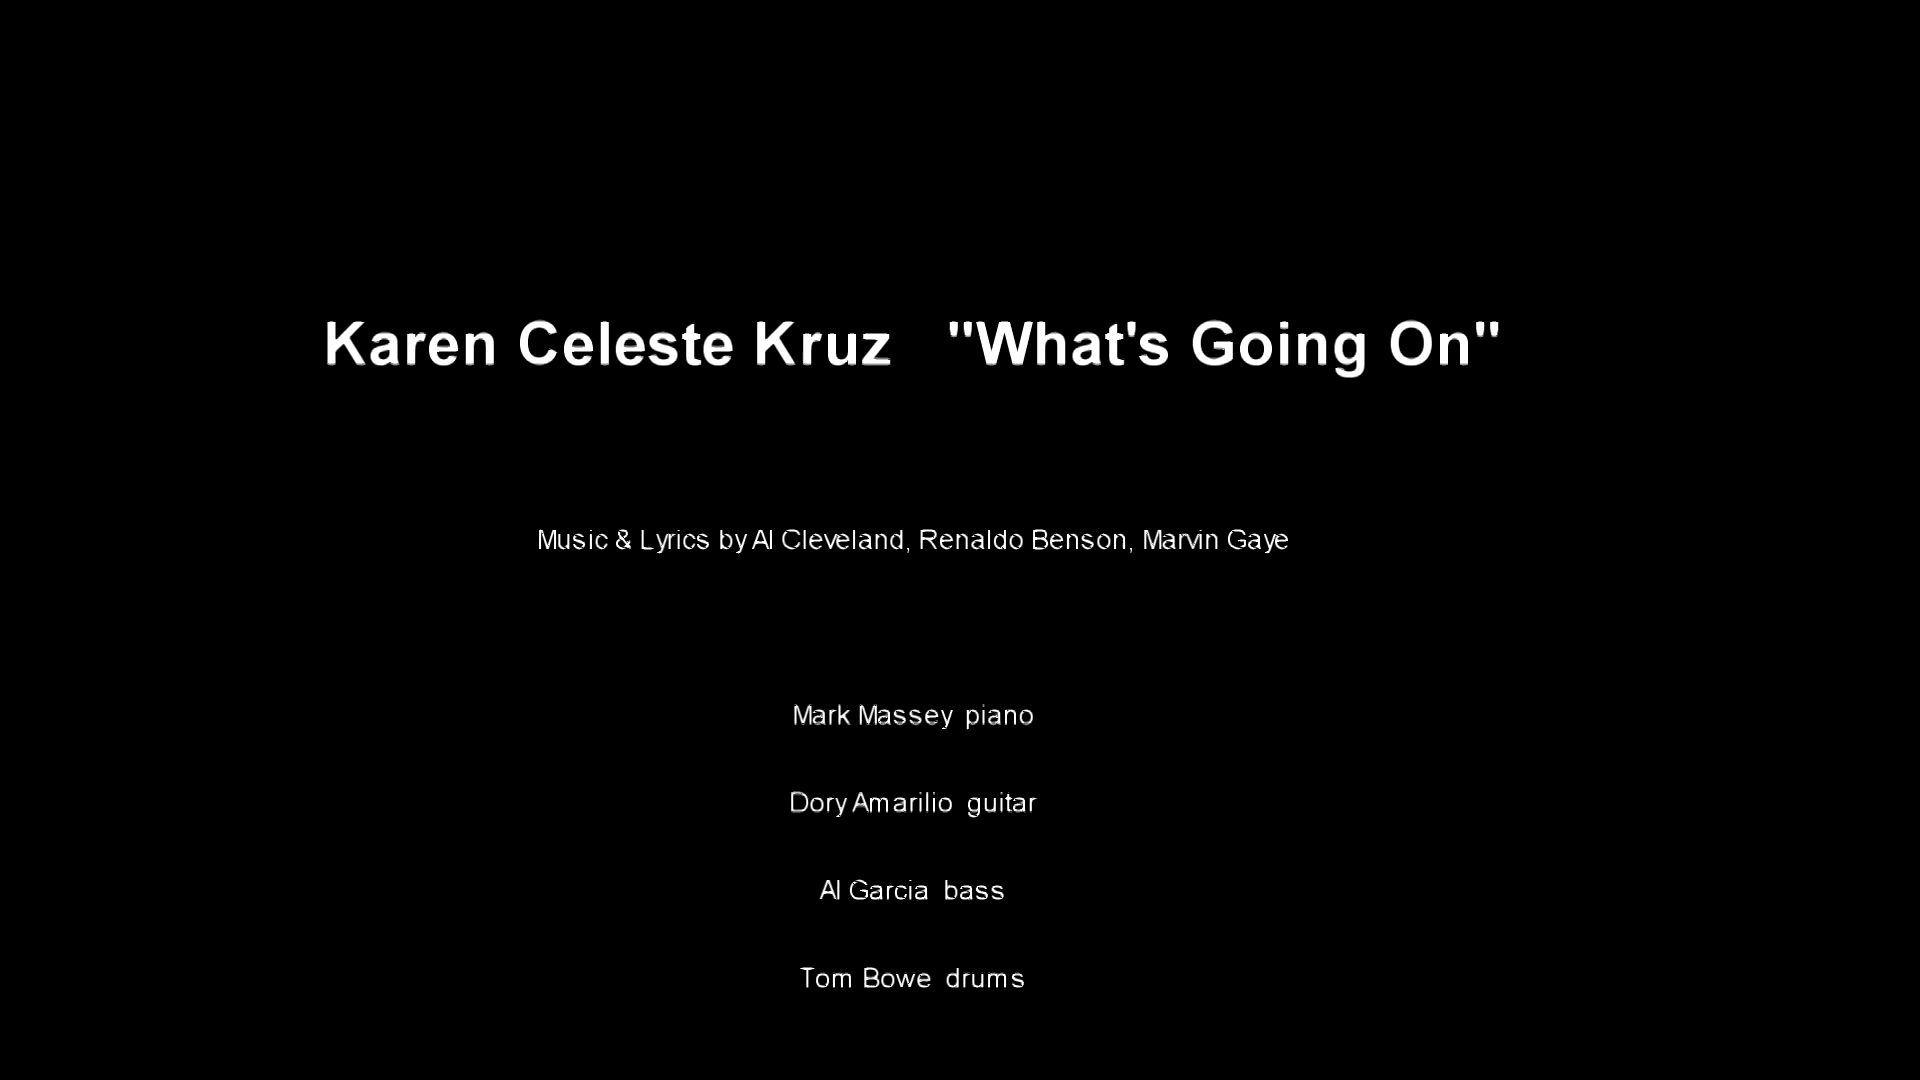 Karen Celeste Kruz "What's Going On"
Music & Lyrics by Al Cleveland, Renaldo Benson, Marvin Gaye
Mark Massey piano
Dory Amarilio guitar
Al Garcia bass
Tom Bowe drums